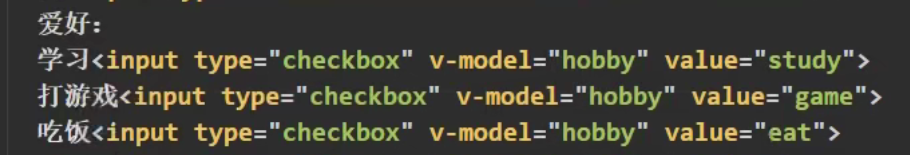 爱好：
学习<input type="checkbox" v-model="hobby" value="study">
打游戏<input type="checkbox" v-model="hobby" value="game">
吃饭<input type="checkbox" v-model="hobby" value="eat">